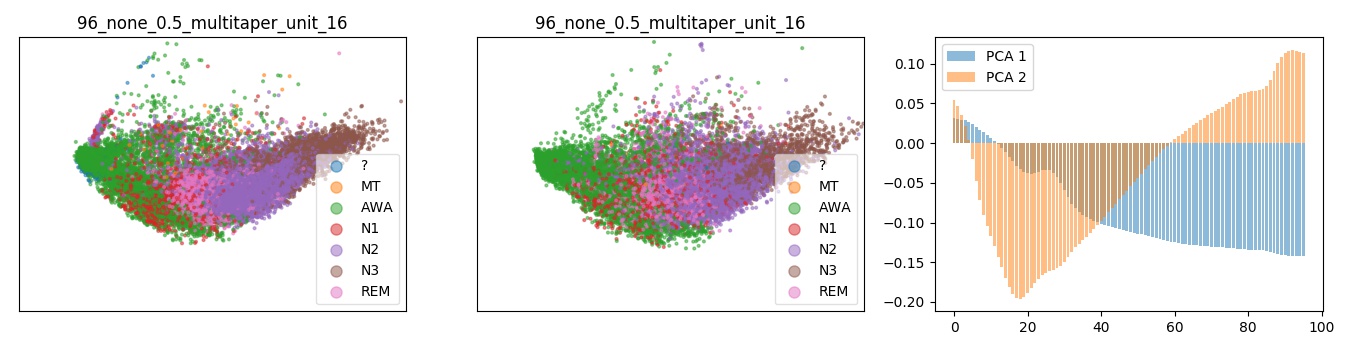 96_none_0.5_multitaper_unit_16
?
MT
AWA
N1
N2
N3
REM
96_none_0.5_multitaper_unit_16
?
MT
AWA
N1
N2
N3
REM
PCA 1
PCA 2
0.10
0.05
0.00
−0.05
−0.10
−0.15
−0.20
0 20 40 60 80 100